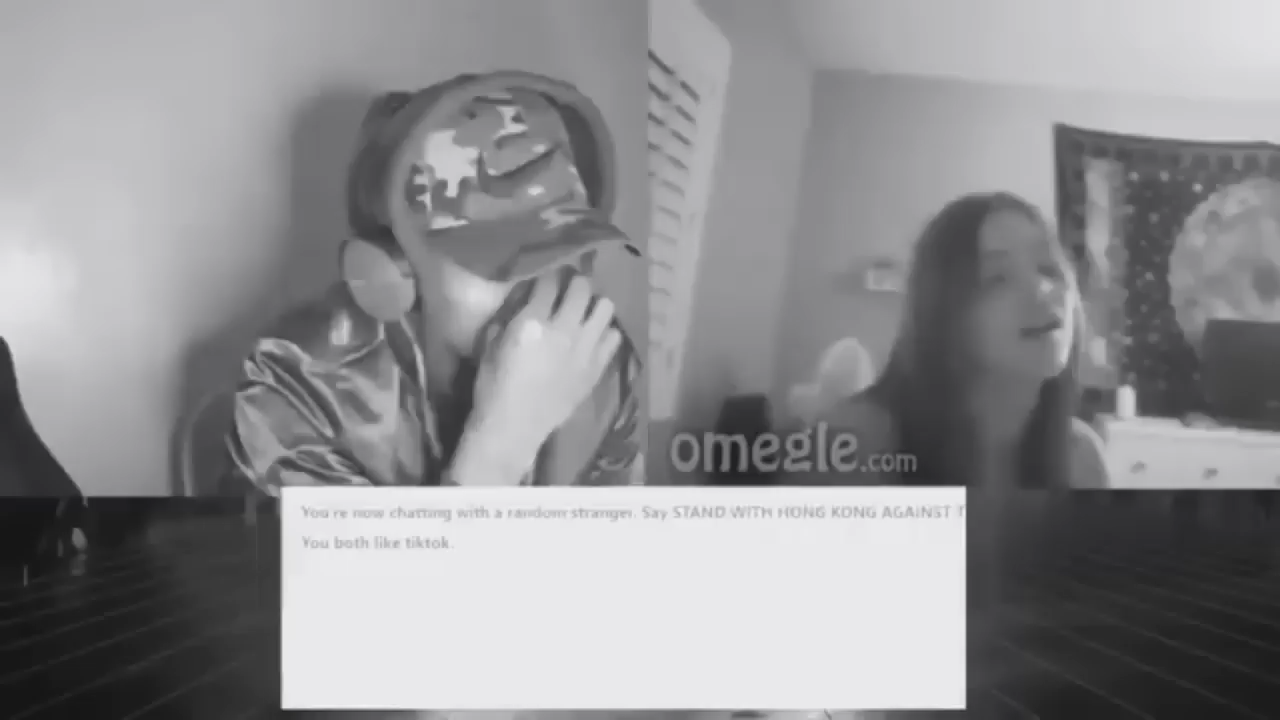 omegle.com
You're now chatting with a random stranger. Say STAND WITH HONG KONG AGAINST
You both like tiktok.